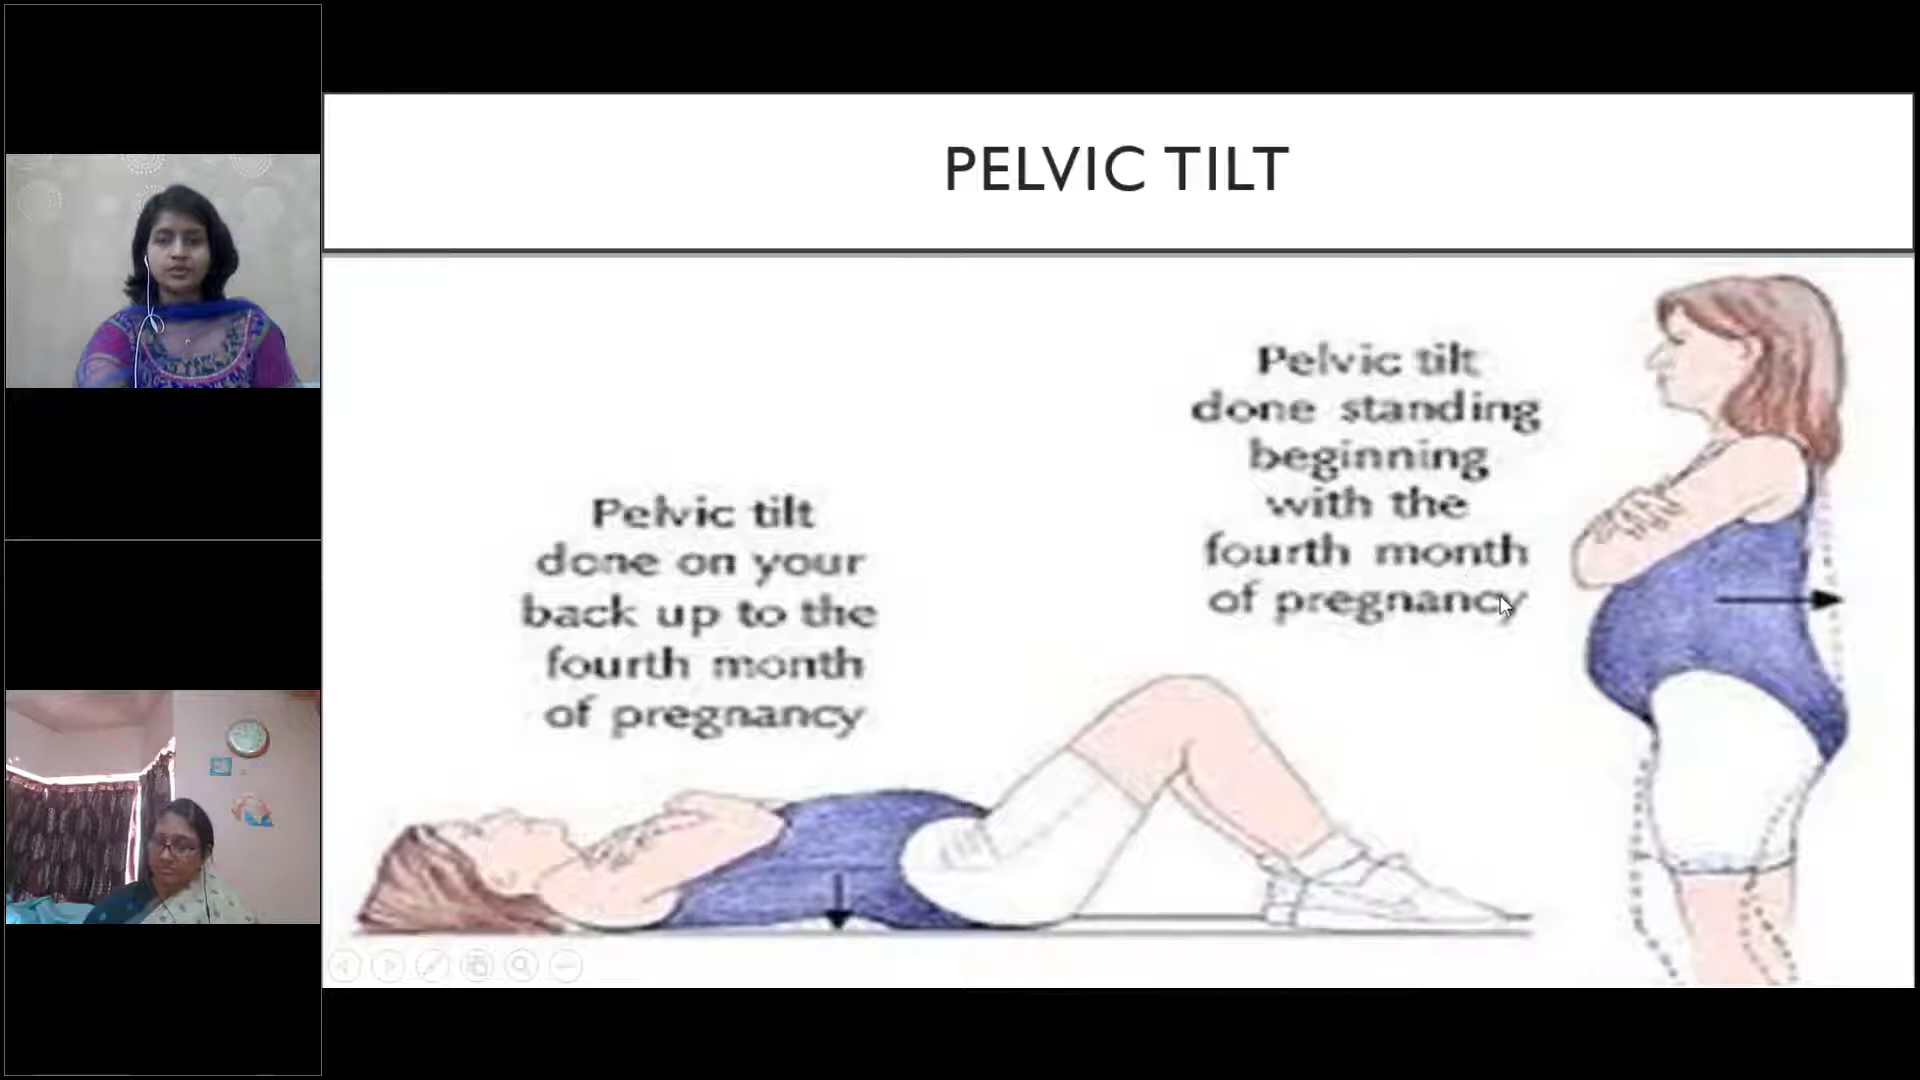 PELVIC TILT
Pelvic tilt
done on your
back up to the
fourth month
of pregnancy
Pelvic tilt
done standing
beginning
with the
fourth month
of pregnancy